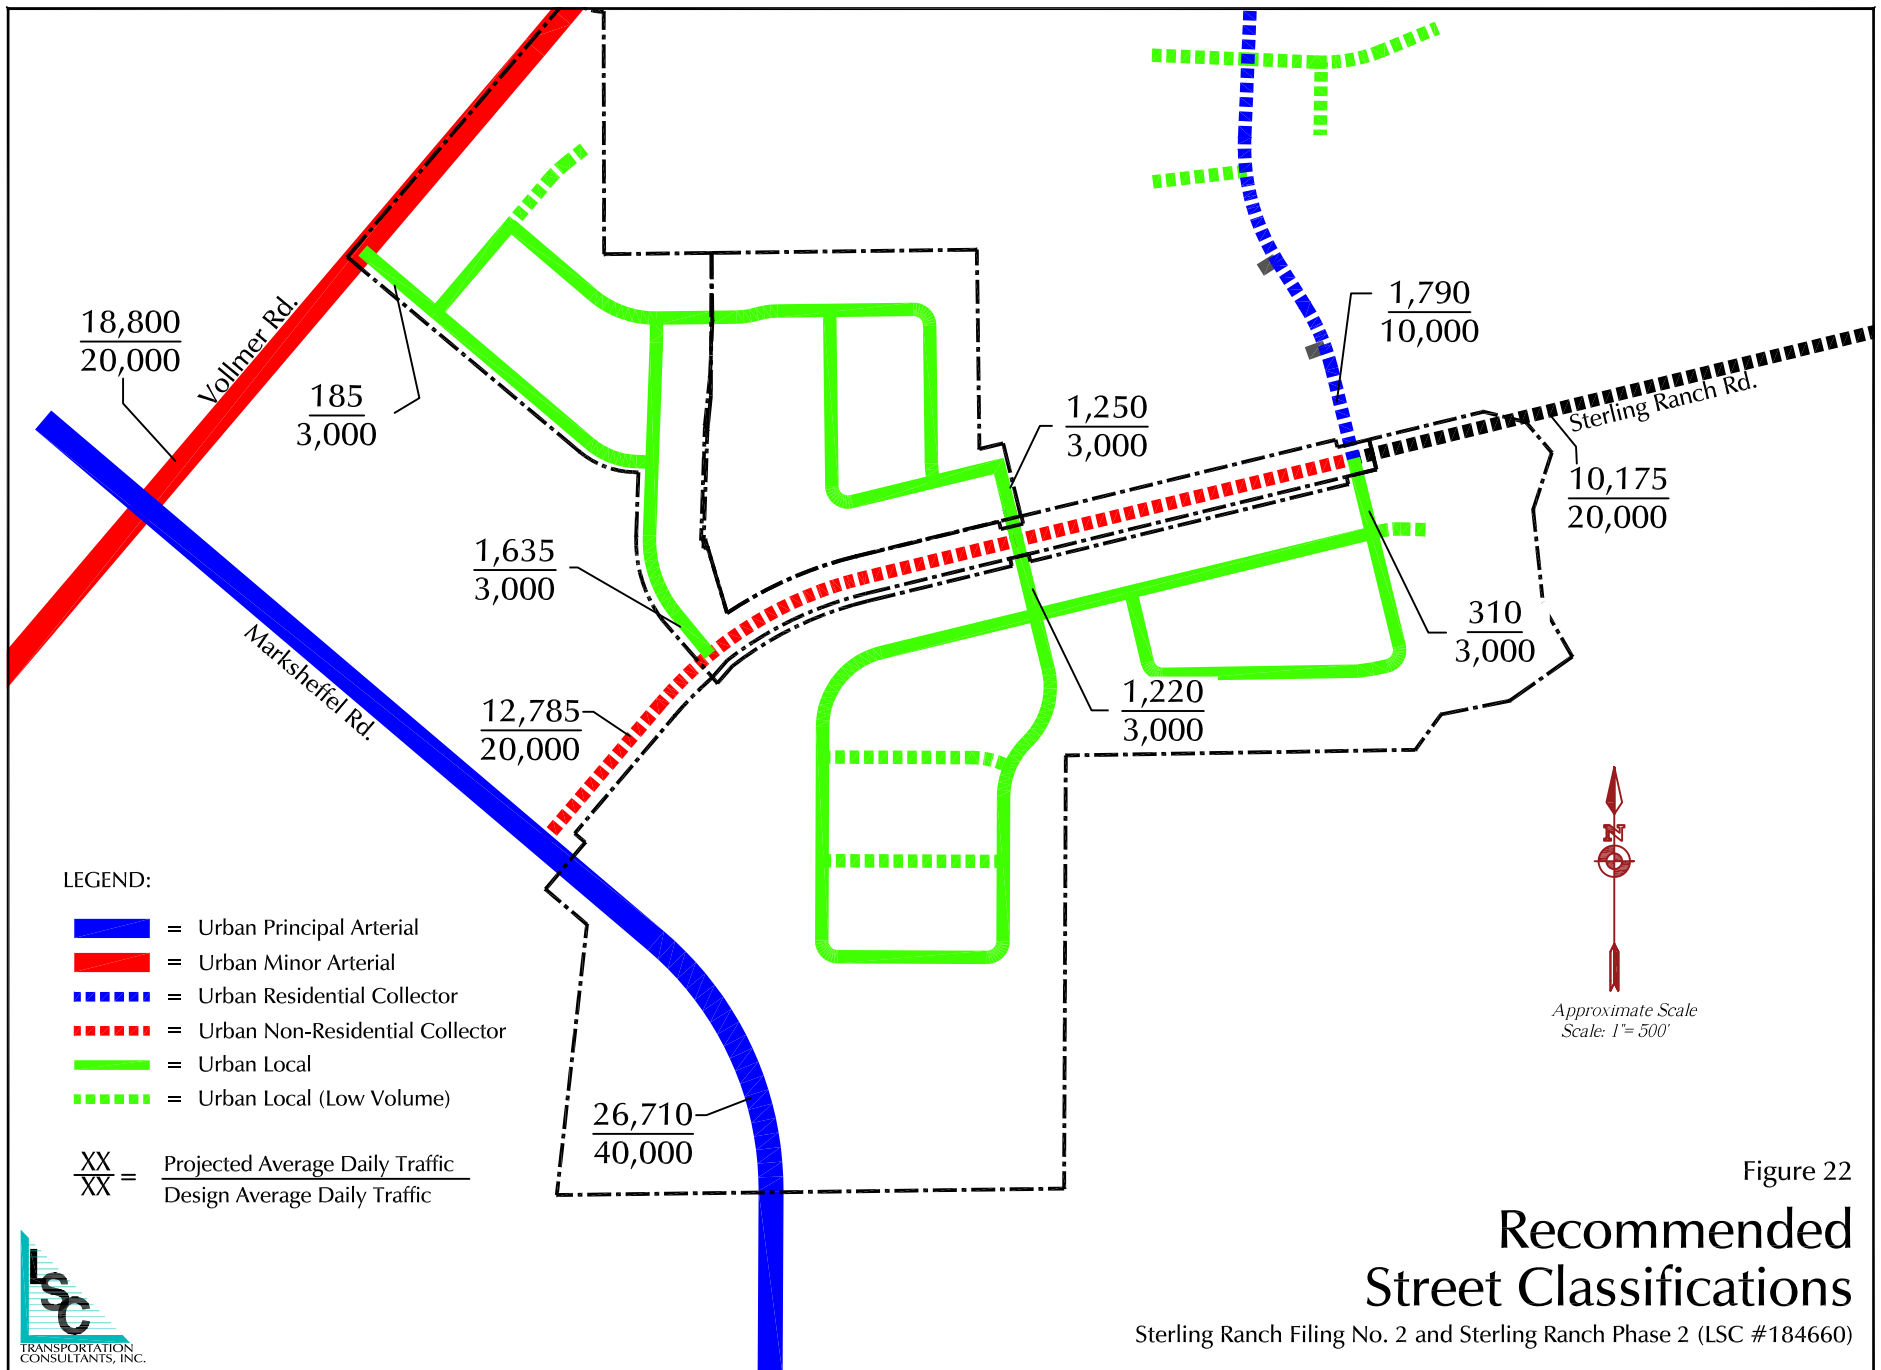 18,800
20,000
Vollmer Rd.
185
3,000
1,790
10,000
1,250
3,000
Sterling Ranch Rd.
10,175
20,000
1,635
3,000
310
3,000
Marksheffel Rd.
12,785
20,000
1,220
3,000
26,710
40,000
LEGEND:
= Urban Principal Arterial
= Urban Minor Arterial
= Urban Residential Collector
= Urban Non-Residential Collector
= Urban Local
= Urban Local (Low Volume)
XX
XX
= Projected Average Daily Traffic
Design Average Daily Traffic
N
Approximate Scale
Scale: 1"= 500'
Figure 22
Recommended
Street Classifications
Sterling Ranch Filing No. 2 and Sterling Ranch Phase 2 (LSC #184660)
LSC
TRANSPORTATION
CONSULTANTS, INC.